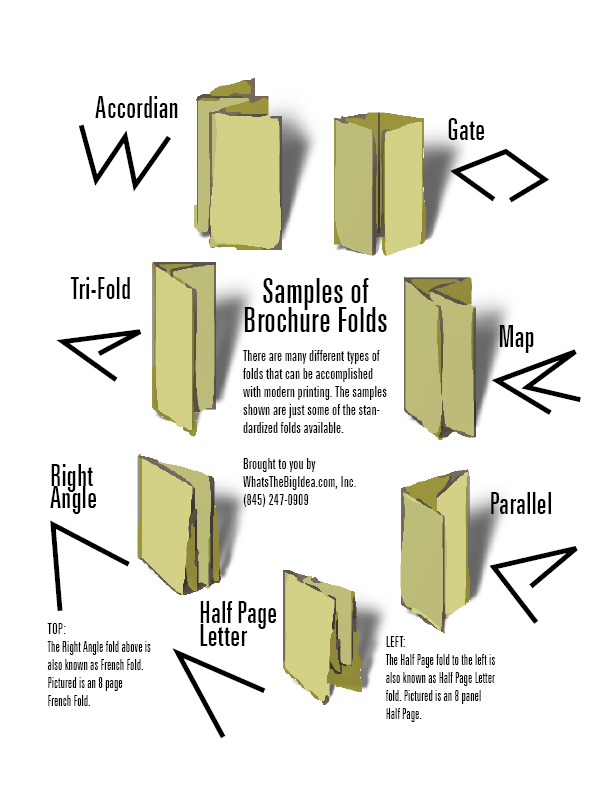 Accordian
Gate
Tri-Fold
Samples of
Brochure Folds
There are many different types of
folds that can be accomplished
with modern printing. The samples
shown are just some of the stan-
dardized folds available.
Brought to you by
WhatsTheBigIdea.com, Inc.
(845) 247-0909
Map
Right
Angle
Parallel
TOP:
The Right Angle fold above is
also known as French Fold.
Pictured is an 8 page
French Fold.
Half Page
Letter
LEFT:
The Half Page fold to the left is
also known as Half Page Letter
fold. Pictured is an 8 panel
Half Page.